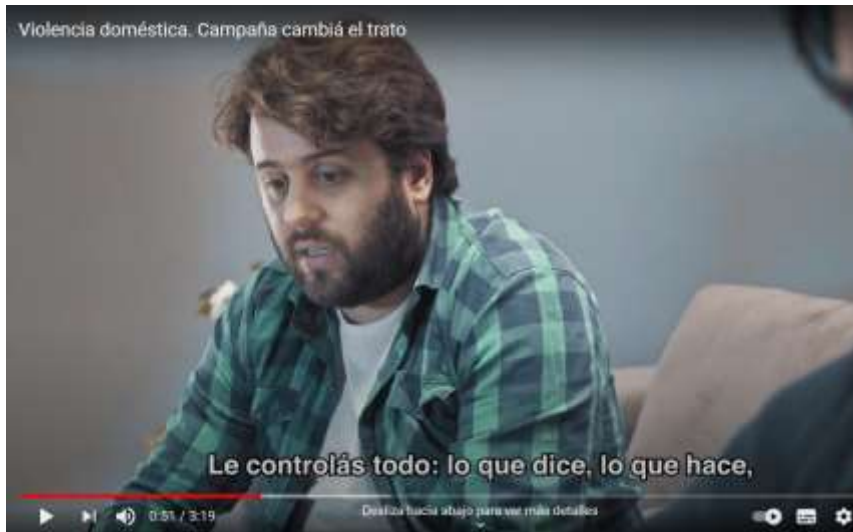 Violencia doméstica. Campaña cambiá el trato
Le controlás todo: lo que dice, lo que hace,
0:51 / 3:19
Desliza hacia abajo para ver más detalles